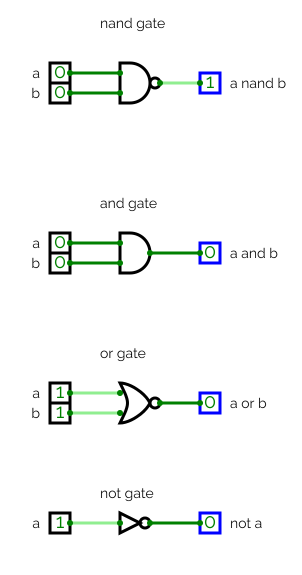 nand gate
a 0
b 0
1 a nand b
and gate
a 0
b 0
0 a and b
or gate
a 1
b 1
0 a or b
not gate
a 1 0 not a